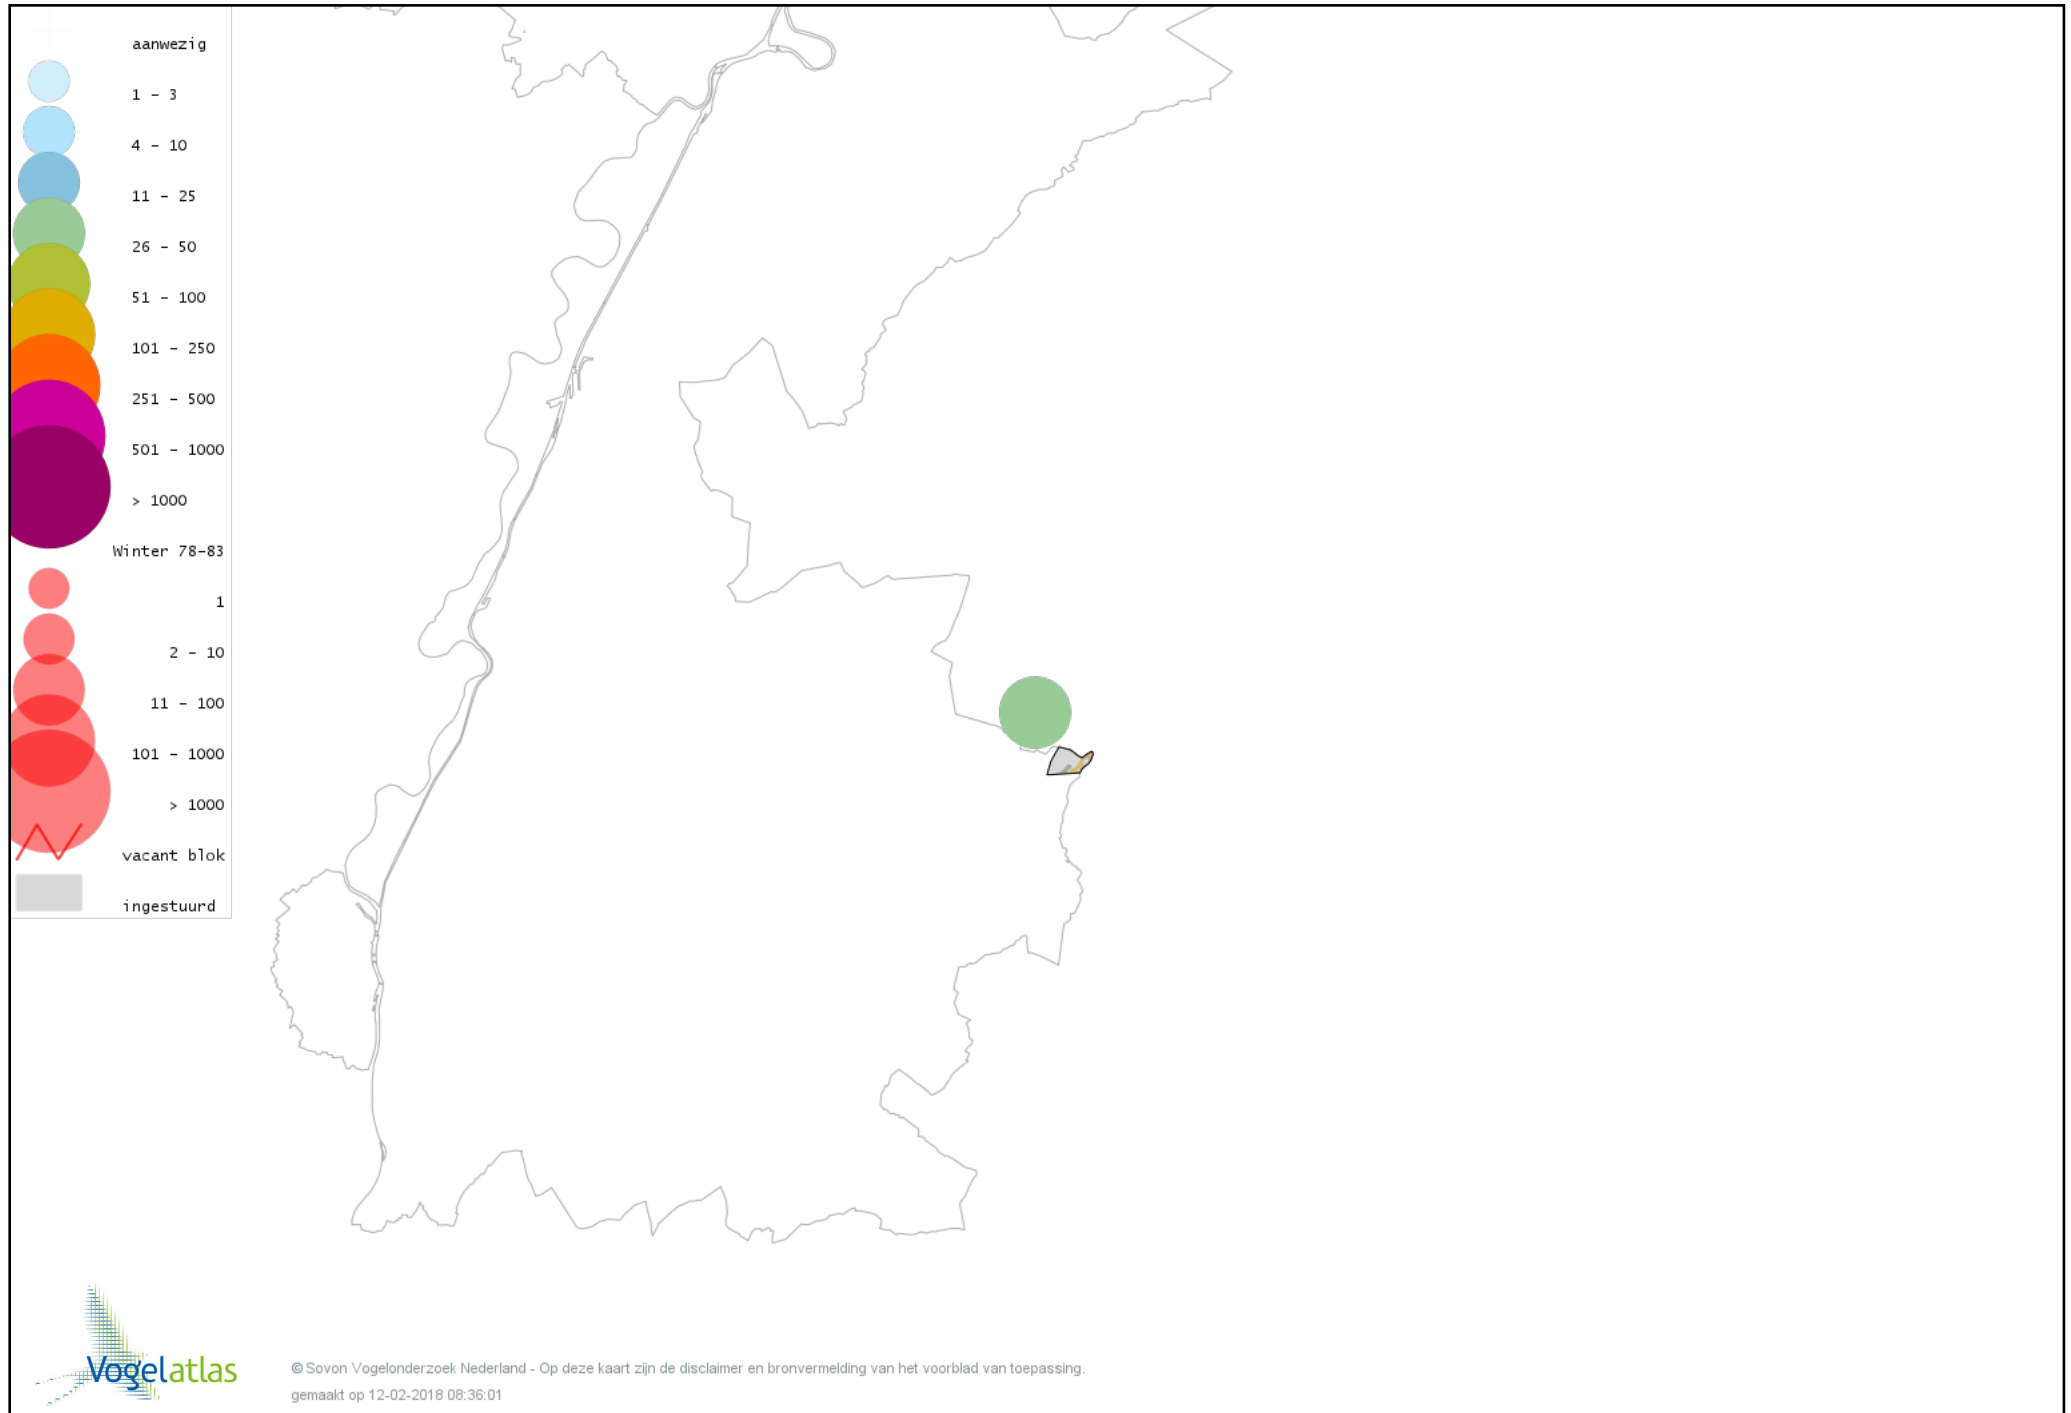 aanwezig
1 - 3
4 - 10
11 - 25
26 - 50
51 - 100
101 - 250
251 - 500
501 - 1000
> 1000
Winter 78-83
1
2 - 10
11 - 100
101 - 1000
> 1000
vacant blok
ingestuurd
Vogelatlas
© Sovon Vogelonderzoek Nederland - Op deze kaart zijn de disclaimer en bronvermelding van het voorblad van toepassing.
gemaakt op 12-02-2018 08:36:01